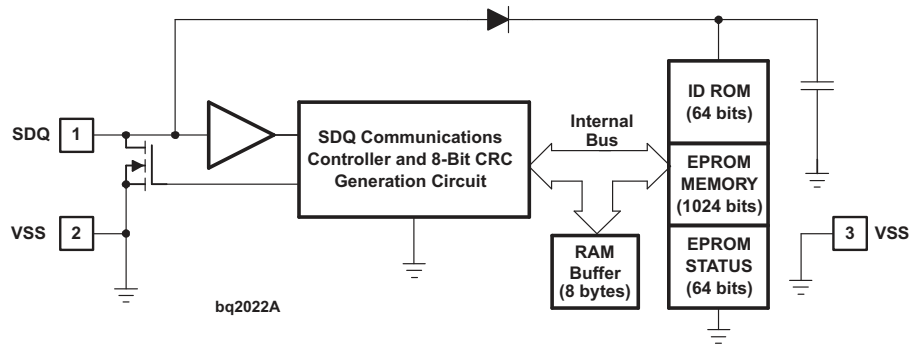 SDQ
1
VSS
2
SDQ Communications
Controller and 8-Bit CRC
Generation Circuit
Internal
Bus
RAM
Buffer
(8 bytes)
ID ROM
(64 bits)
EPROM
MEMORY
(1024 bits)
EPROM
STATUS
(64 bits)
3
VSS
bq2022A